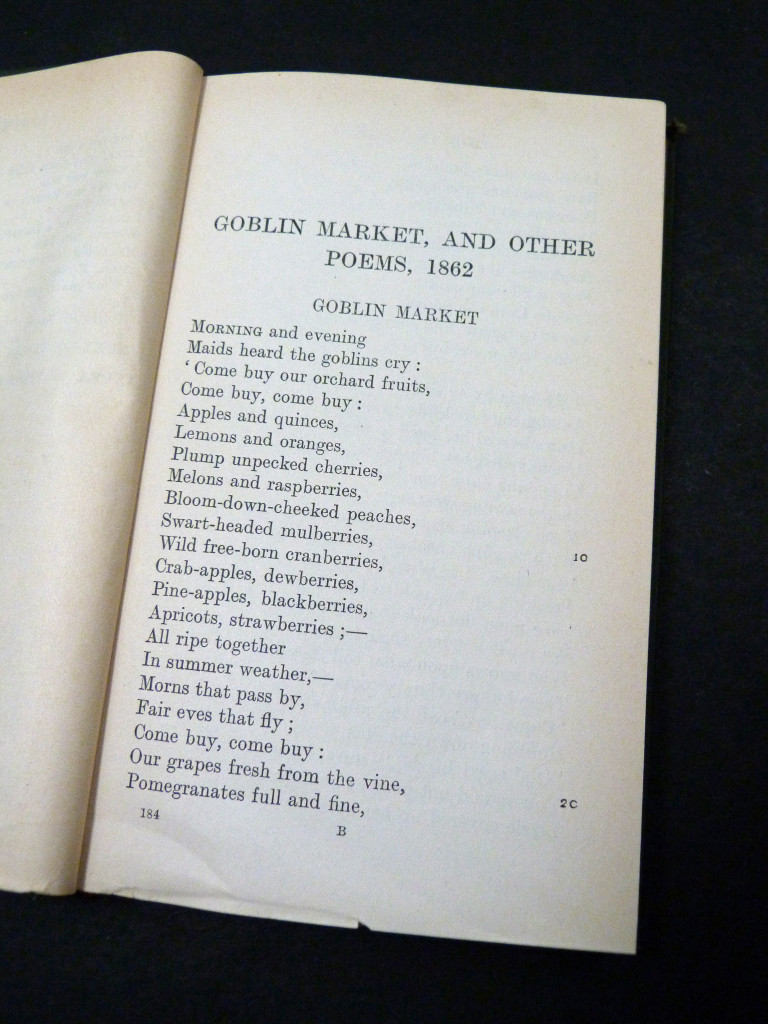 GOBLIN MARKET, AND OTHER
POEMS, 1862
GOBLIN MARKET
MORNING and evening
Maids heard the goblins cry :
‘ Come buy our orchard fruits,
Come buy, come buy :
Apples and quinces,
Lemons and oranges,
Plump unpecked cherries,
Melons and raspberries,
Bloom-down-cheeked peaches,
Swart-headed mulberries,
Wild free-born cranberries, 10
Crab-apples, dewberries,
Pine-apples, blackberries,
Apricots, strawberries ;—
All ripe together
In summer weather,—
Morns that pass by,
Fair eves that fly ;
Come buy, come buy :
Our grapes fresh from the vine,
Pomegranates full and fine, 20
184 B